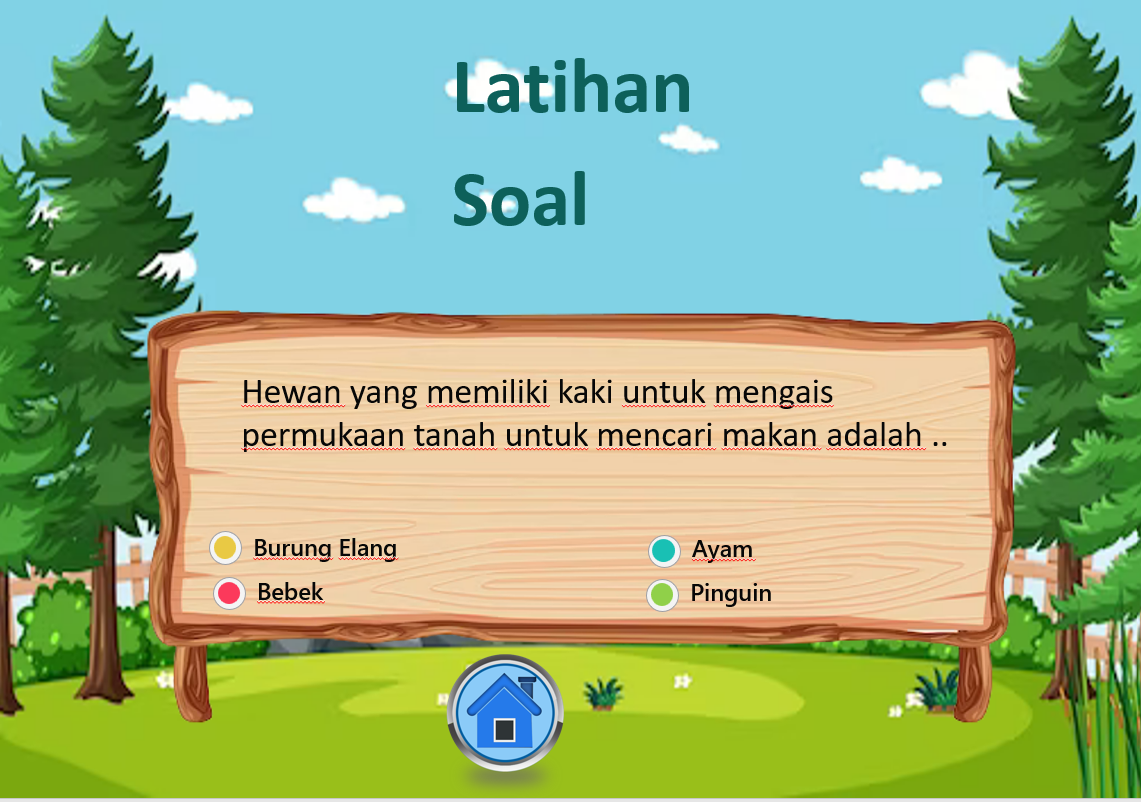 Latihan
Soal
Hewan yang memiliki kaki untuk mengais
permukaan tanah untuk mencari makan adalah ..
Burung Elang
Ayam
Bebek
Pinguin